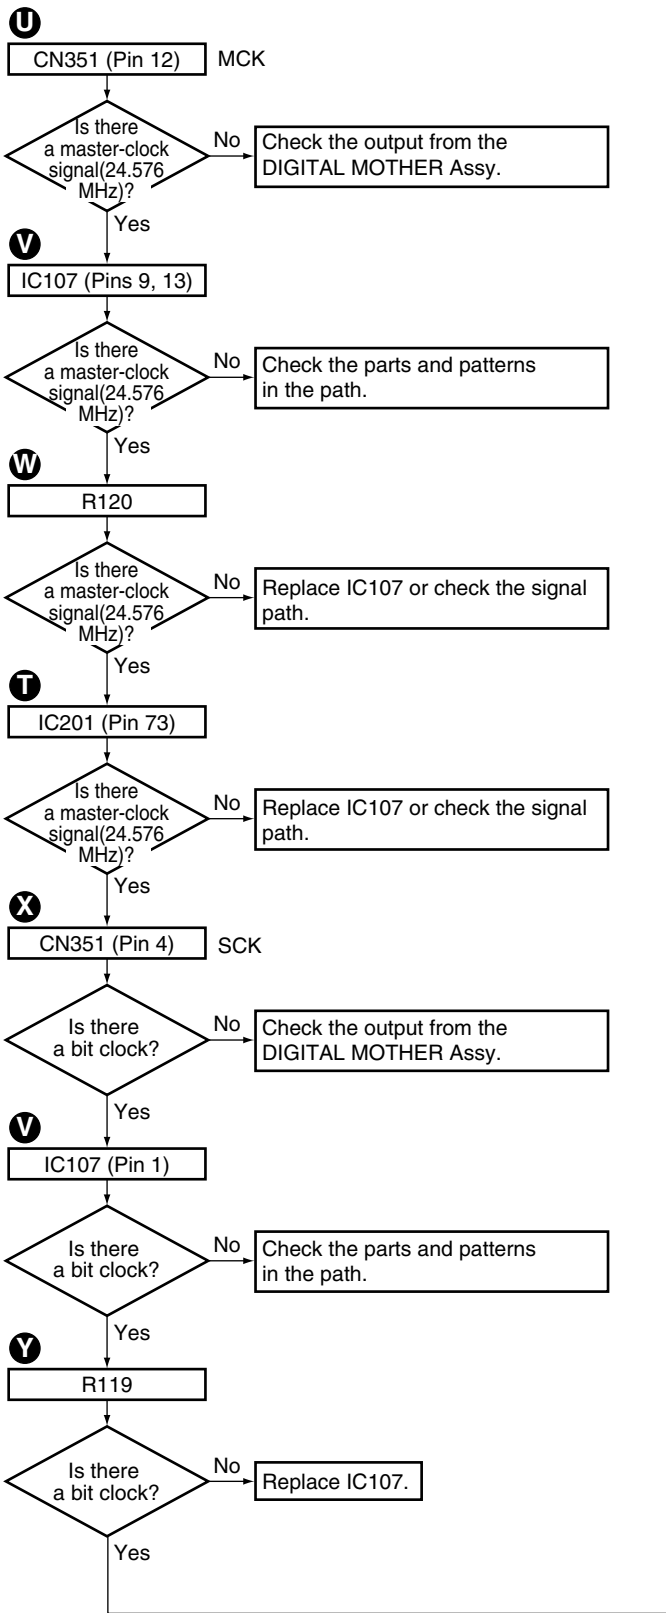 U
CN351 (Pin 12) MCK
Is there
a master-clock
signal(24.576
MHz)?
No
Check the output from the
DIGITAL MOTHER Assy.
Yes
V
IC107 (Pins 9, 13)
Is there
a master-clock
signal(24.576
MHz)?
No
Check the parts and patterns
in the path.
Yes
W
R120
Is there
a master-clock
signal(24.576
MHz)?
No
Replace IC107 or check the signal
path.
Yes
T
IC201 (Pin 73)
Is there
a master-clock
signal(24.576
MHz)?
No
Replace IC107 or check the signal
path.
Yes
X
CN351 (Pin 4) SCK
Is there
a bit clock?
No
Check the output from the
DIGITAL MOTHER Assy.
Yes
V
IC107 (Pin 1)
Is there
a bit clock?
No
Check the parts and patterns
in the path.
Yes
Y
R119
Is there
a bit clock?
No
Replace IC107.
Yes